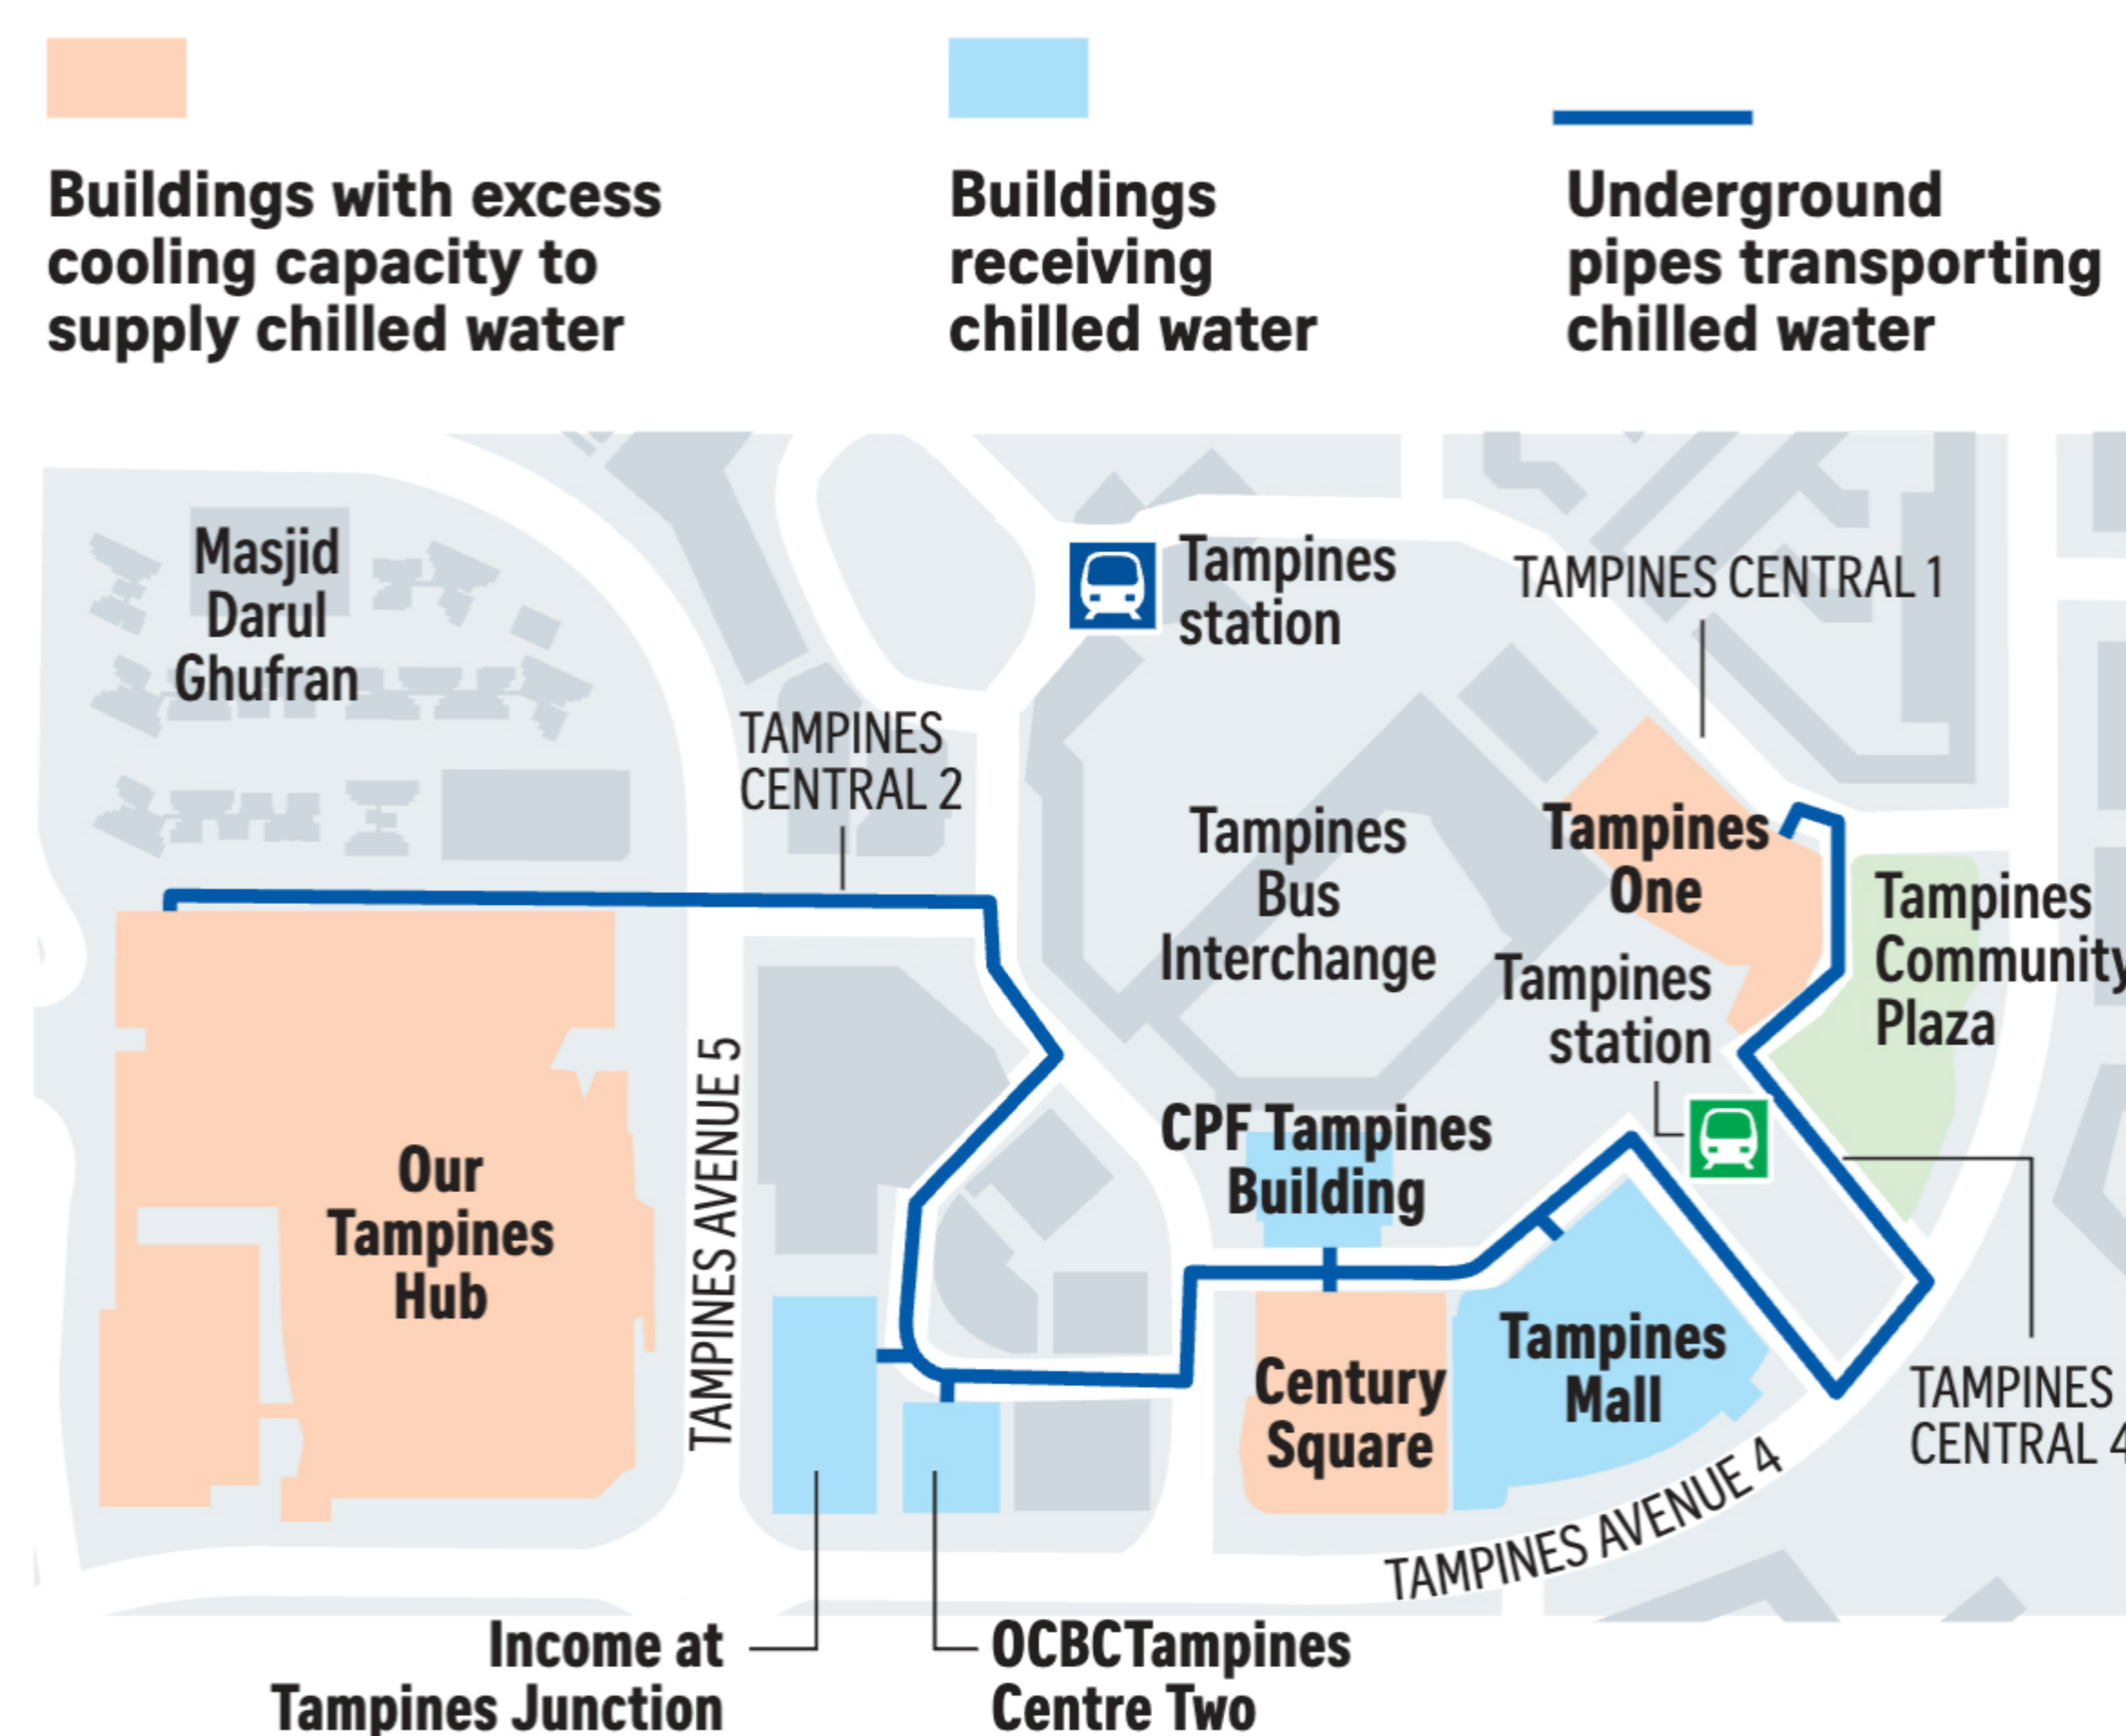 Buildings with excess
cooling capacity to
supply chilled water
Buildings
receiving
chilled water
Underground
pipes transporting
chilled water
Masjid
Darul
Ghufran
Tampines
station
TAMPINES CENTRAL 1
TAMPINES
CENTRAL 2
Tampines
Bus
Interchange
Tampines
One
Tampines
Community
Plaza
Tampines
station
TAMPINES AVENUE 5
CPF Tampines
Building
Our
Tampines
Hub
Century
Square
Tampines
Mall
TAMPINES
CENTRAL 4
TAMPINES AVENUE 4
Income at
Tampines Junction
OCBC Tampines
Centre Two